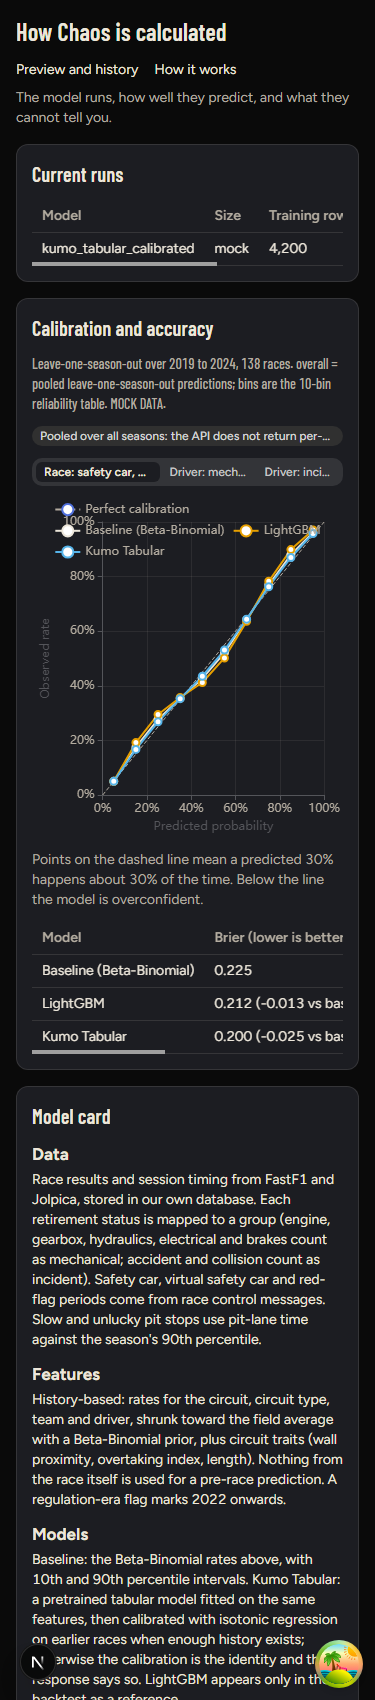 How Chaos is calculated
Preview and history How it works
The model runs, how well they predict, and what they
cannot tell you.
Current runs
Model Size Training row
kumo_tabular_calibrated mock 4,200
Calibration and accuracy
Leave-one-season-out over 2019 to 2024, 138 races. overall =
pooled leave-one-season-out predictions; bins are the 10-bin
reliability table. MOCK DATA.
Pooled over all seasons: the API does not return per-...
Race: safety car, ... Driver: mech... Driver: inci...
Perfect calibration
Baseline (Beta-Binomial) LightGBM
Kumo Tabular
100%
80%
60%
40%
20%
0%
Observed rate
0% 20% 40% 60% 80% 100%
Predicted probability
Points on the dashed line mean a predicted 30%
happens about 30% of the time. Below the line
the model is overconfident.
Model Brier (lower is better
Baseline (Beta-Binomial) 0.225
LightGBM 0.212 (-0.013 vs bas
Kumo Tabular 0.200 (-0.025 vs bas
Model card
Data
Race results and session timing from FastF1 and
Jolpica, stored in our own database. Each
retirement status is mapped to a group (engine,
gearbox, hydraulics, electrical and brakes count
as mechanical; accident and collision count as
incident). Safety car, virtual safety car and red-
flag periods come from race control messages.
Slow and unlucky pit stops use pit-lane time
against the season's 90th percentile.
Features
History-based: rates for the circuit, circuit type,
team and driver, shrunk toward the field average
with a Beta-Binomial prior, plus circuit traits (wall
proximity, overtaking index, length). Nothing from
the race itself is used for a pre-race prediction. A
regulation-era flag marks 2022 onwards.
Models
Baseline: the Beta-Binomial rates above, with
10th and 90th percentile intervals. Kumo Tabular:
a pretrained tabular model fitted on the same
features, then calibrated with isotonic regression
on earlier races when enough history exists;
the calibration is the identity and
says so. LightGBM appears only in
backtest as a reference.
N